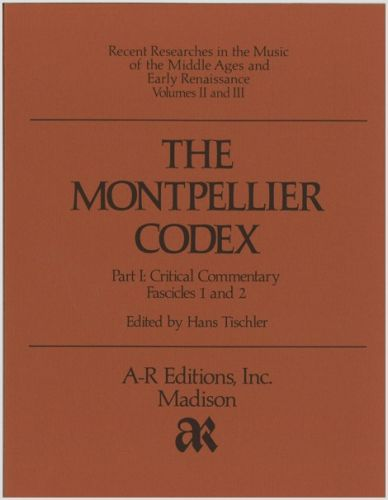 Recent Researches in the Music
of the Middle Ages and
Early Renaissance
Volumes II and III
THE
MONTPELLIER
CODEX
Part I: Critical Commentary
Fascicles 1 and 2
Edited by Hans Tischler
A-R Editions, Inc.
Madison
aR